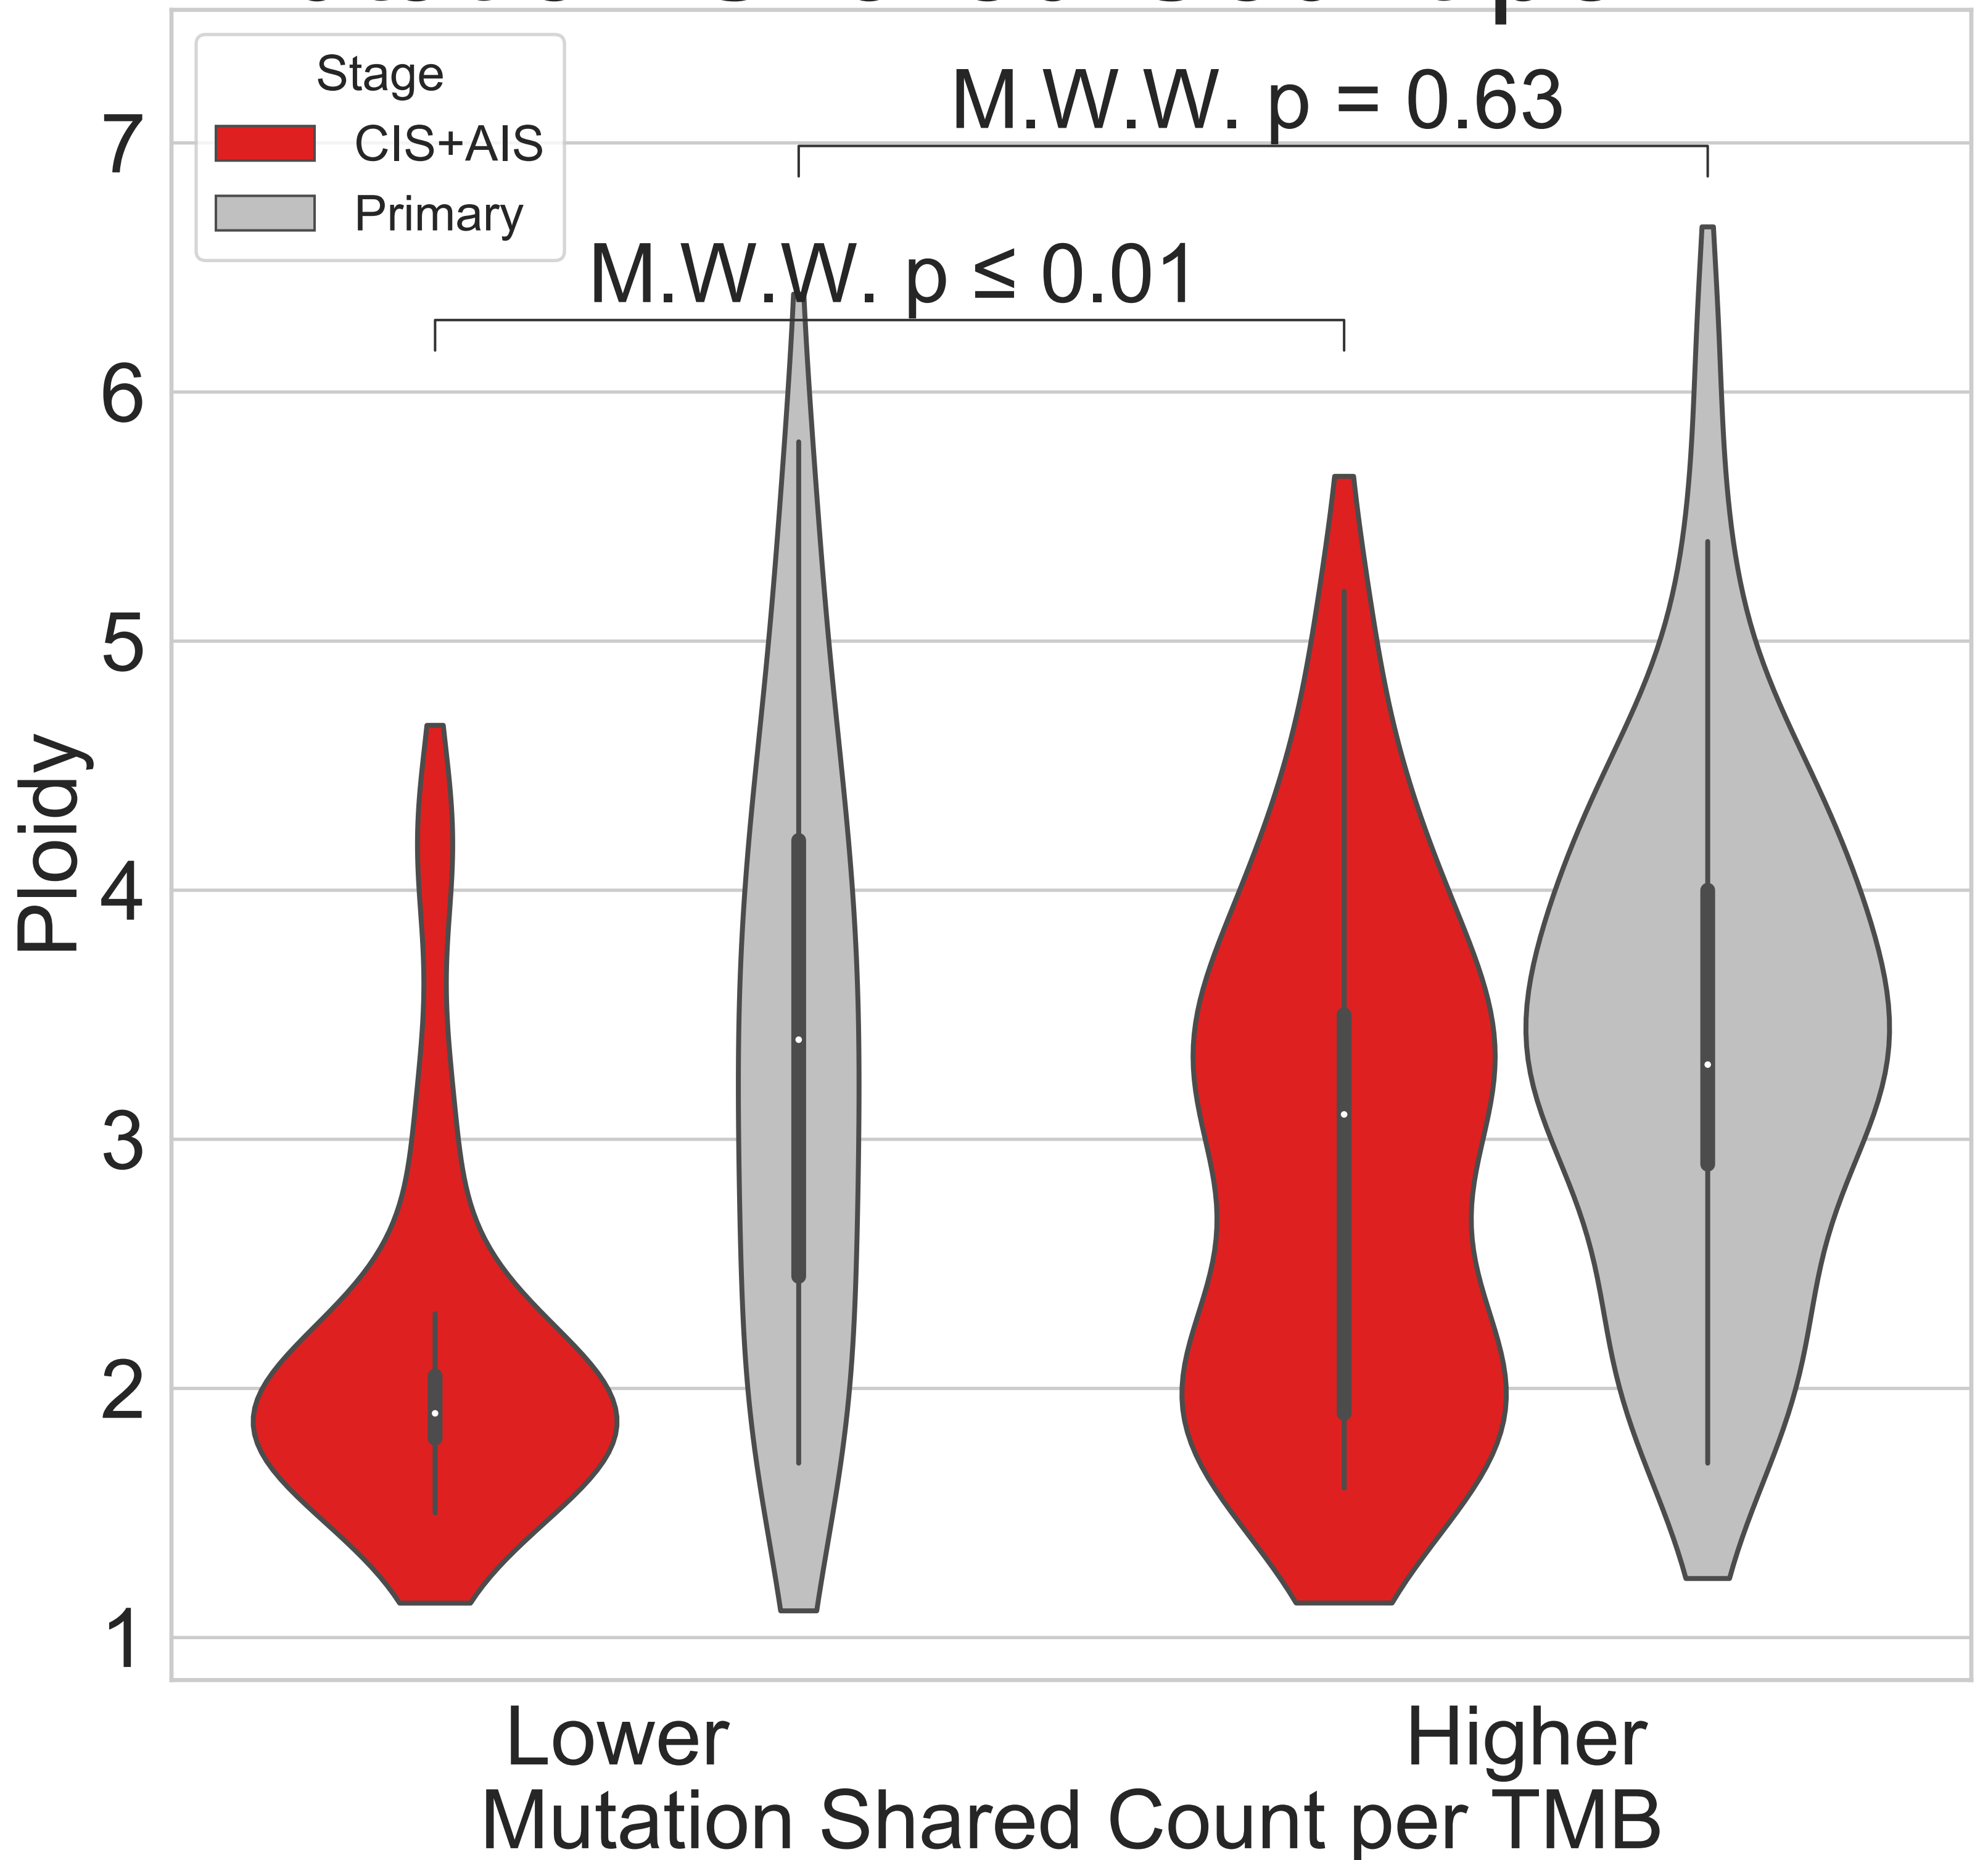 Stage
CIS+AIS
Primary
M.W.W. p = 0.63
M.W.W. p ≤ 0.01
7
6
5
4
3
2
1
Ploidy
Lower
Higher
Mutation Shared Count per TMB